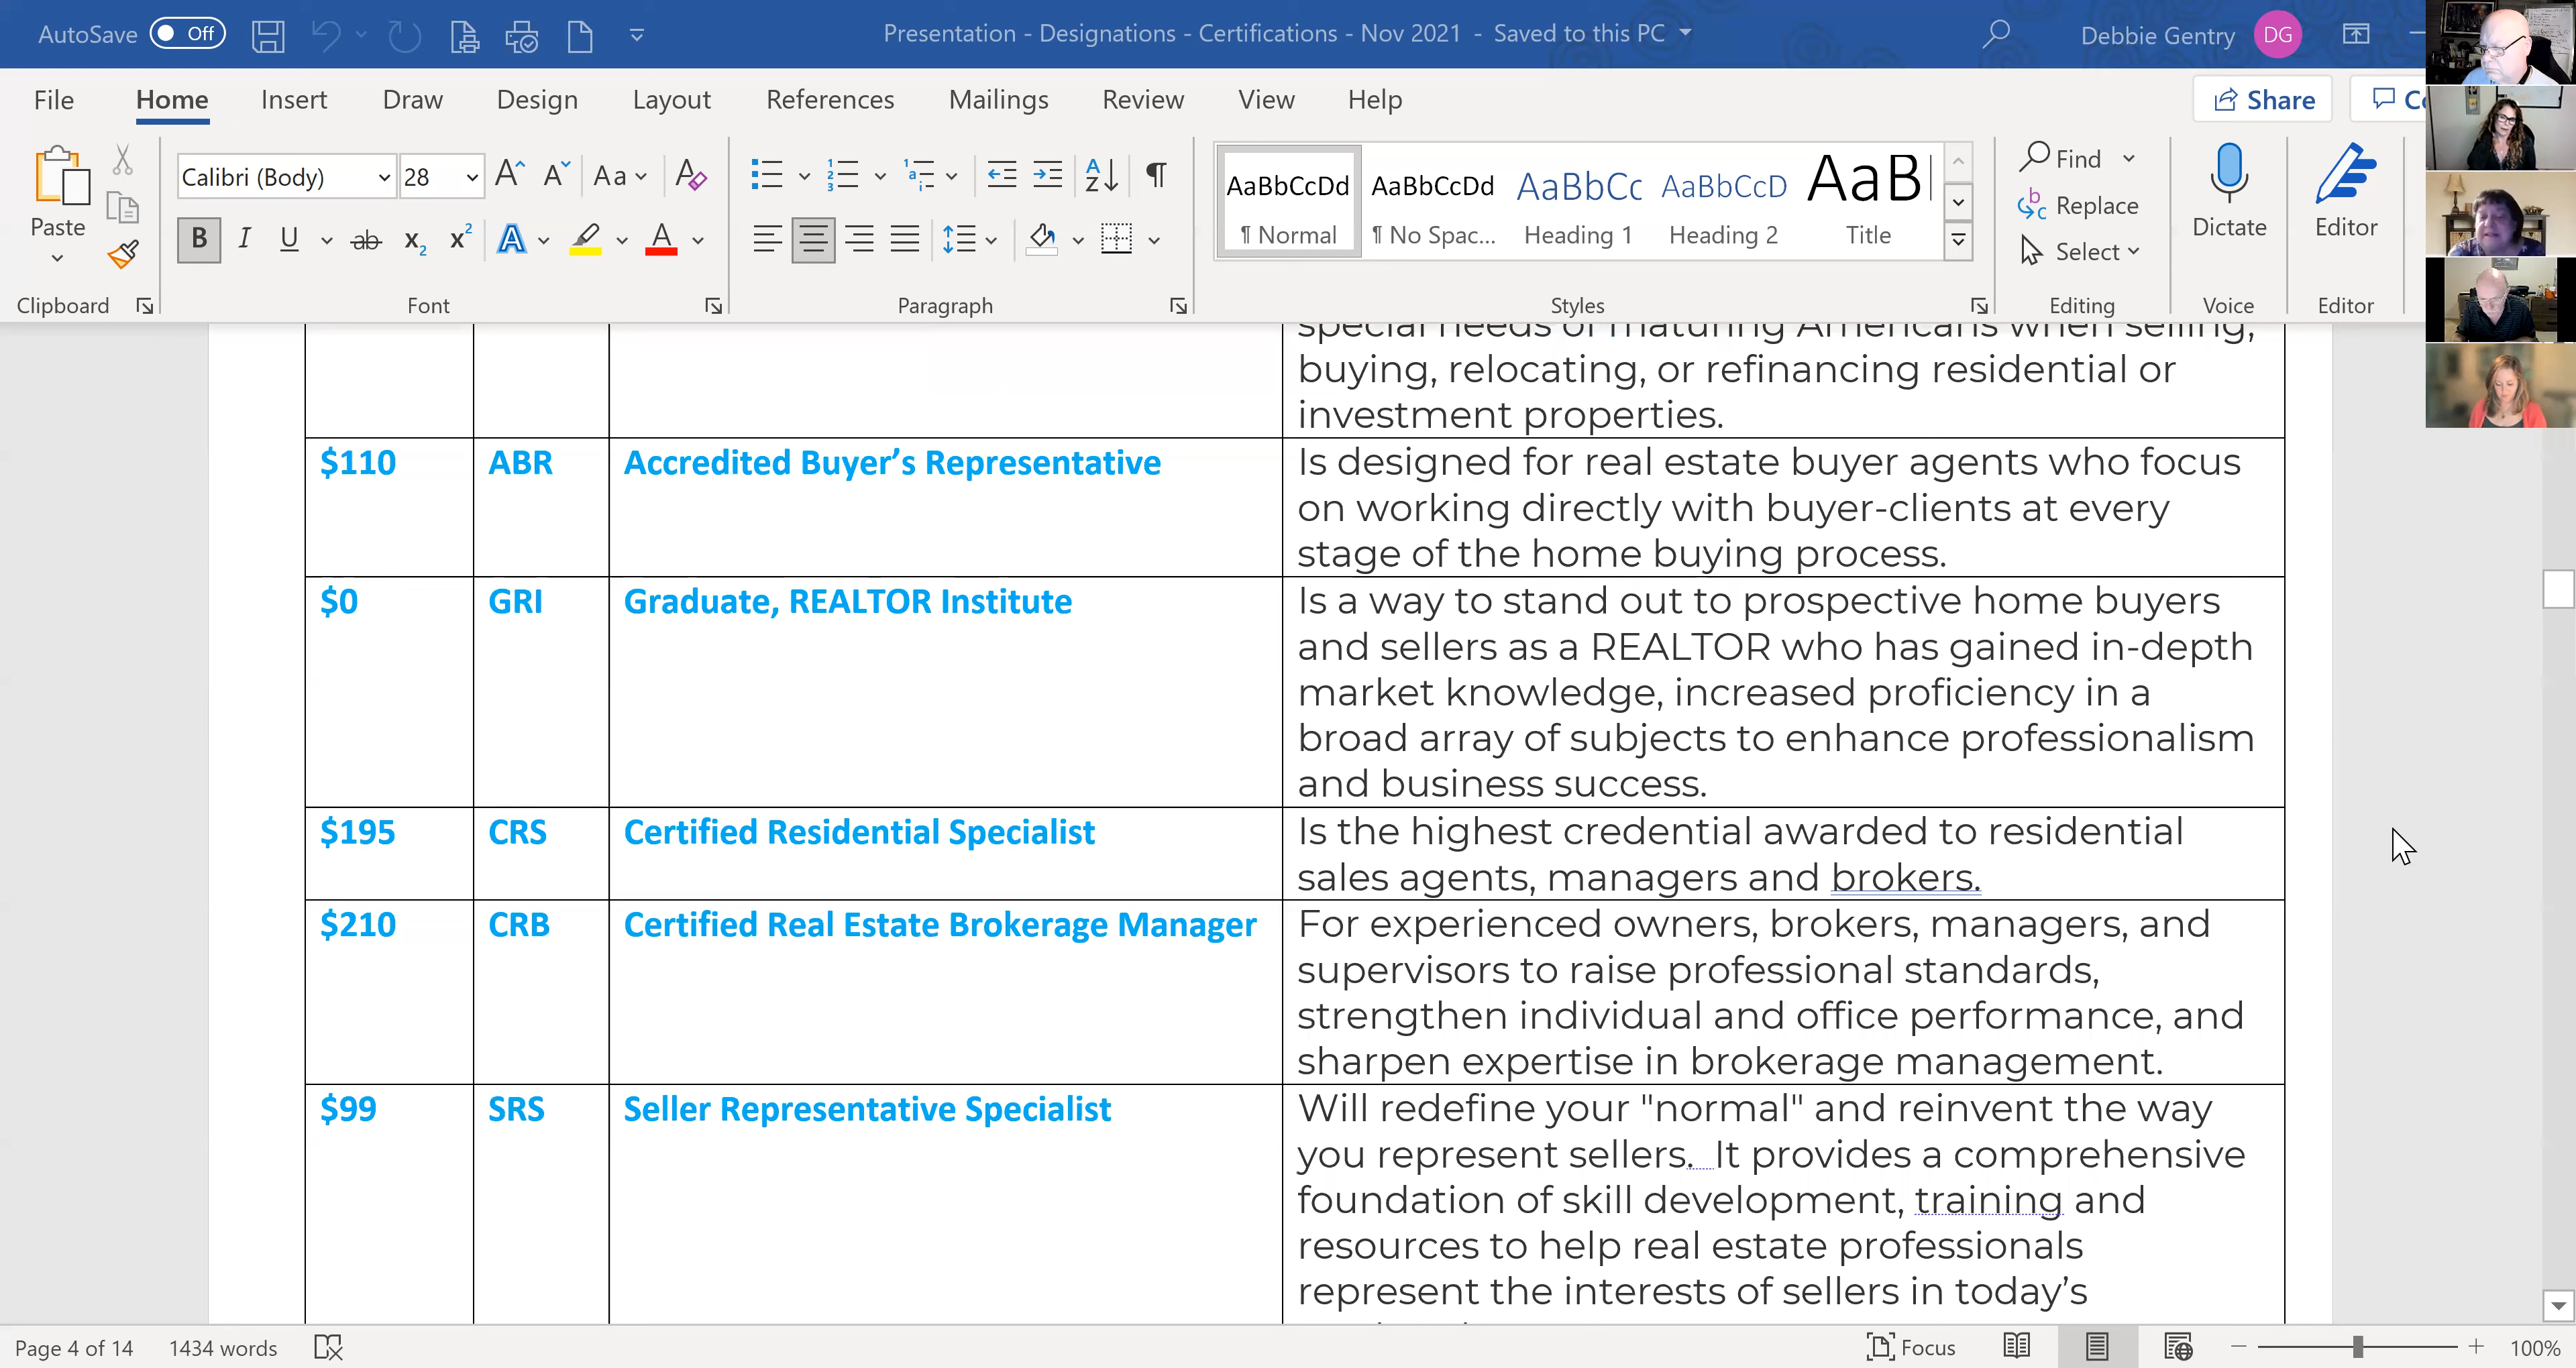 AutoSave Off Presentation - Designations - Certifications - Nov 2021 - Saved to this PC Debbie Gentry DG
File Home Insert Draw Design Layout References Mailings Review View Help Share
Paste
Clipboard
Calibri (Body) 28
Font
Paragraph
AaBbCcDd AaBbCcDd AaBbCc AaBbCcD AaB
¶ Normal ¶ No Spac... Heading 1 Heading 2 Title
Styles
Find
Replace
Select
Editing
Dictate
Voice
Editor
Editor
special needs of maturing Americans when selling,
buying, relocating, or refinancing residential or
investment properties.
$110 ABR Accredited Buyer’s Representative Is designed for real estate buyer agents who focus
on working directly with buyer-clients at every
stage of the home buying process.
$0 GRI Graduate, REALTOR Institute Is a way to stand out to prospective home buyers
and sellers as a REALTOR who has gained in-depth
market knowledge, increased proficiency in a
broad array of subjects to enhance professionalism
and business success.
$195 CRS Certified Residential Specialist Is the highest credential awarded to residential
sales agents, managers and brokers.
$210 CRB Certified Real Estate Brokerage Manager For experienced owners, brokers, managers, and
supervisors to raise professional standards,
strengthen individual and office performance, and
sharpen expertise in brokerage management.
$99 SRS Seller Representative Specialist Will redefine your "normal" and reinvent the way
you represent sellers. It provides a comprehensive
foundation of skill development, training and
resources to help real estate professionals
represent the interests of sellers in today’s
Page 4 of 14 1434 words Focus 100%